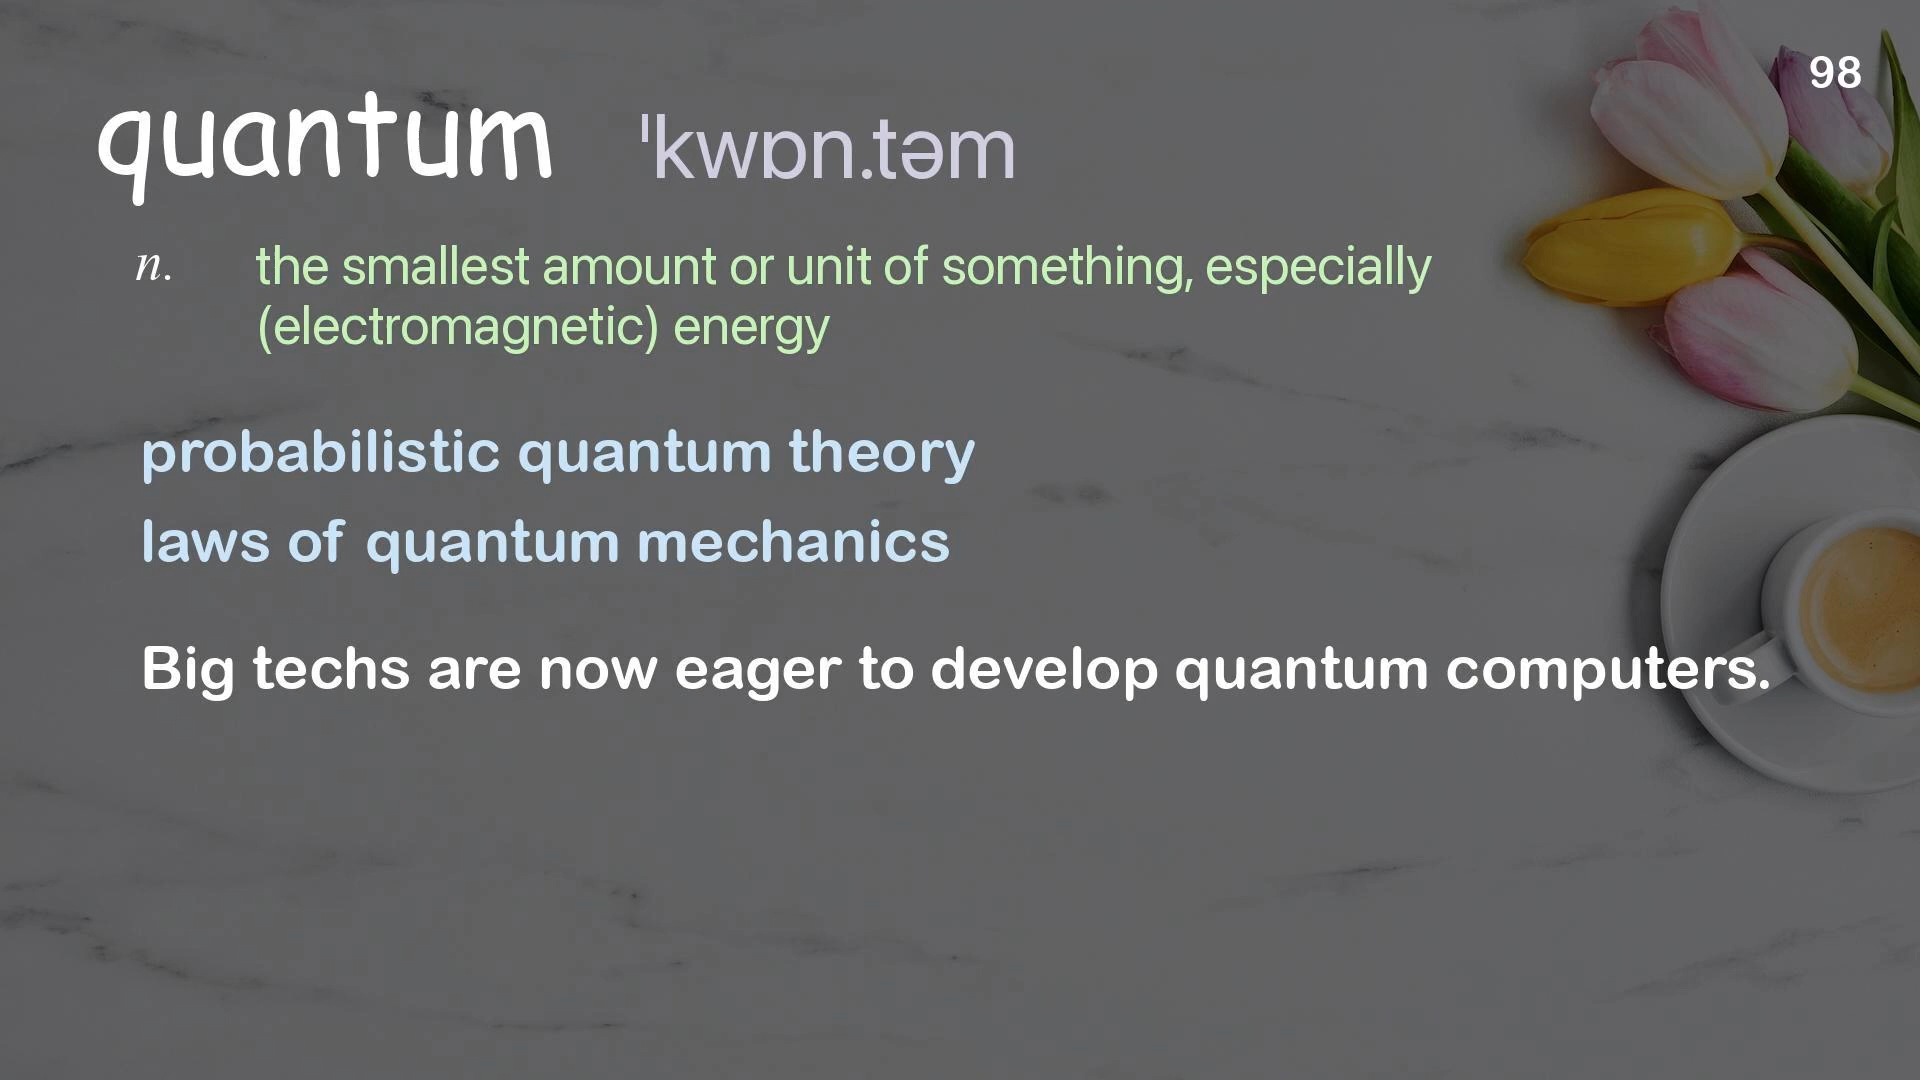 98
quantum ˈkwɒn.təm
n. the smallest amount or unit of something, especially
(electromagnetic) energy
probabilistic quantum theory
laws of quantum mechanics
Big techs are now eager to develop quantum computers.